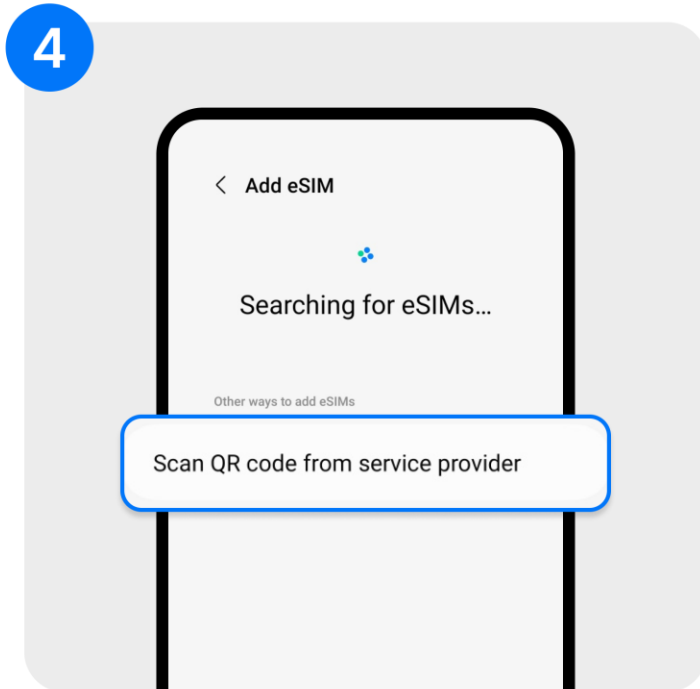 4
Add eSIM
Searching for eSIMs...
Other ways to add eSIMs
Scan QR code from service provider